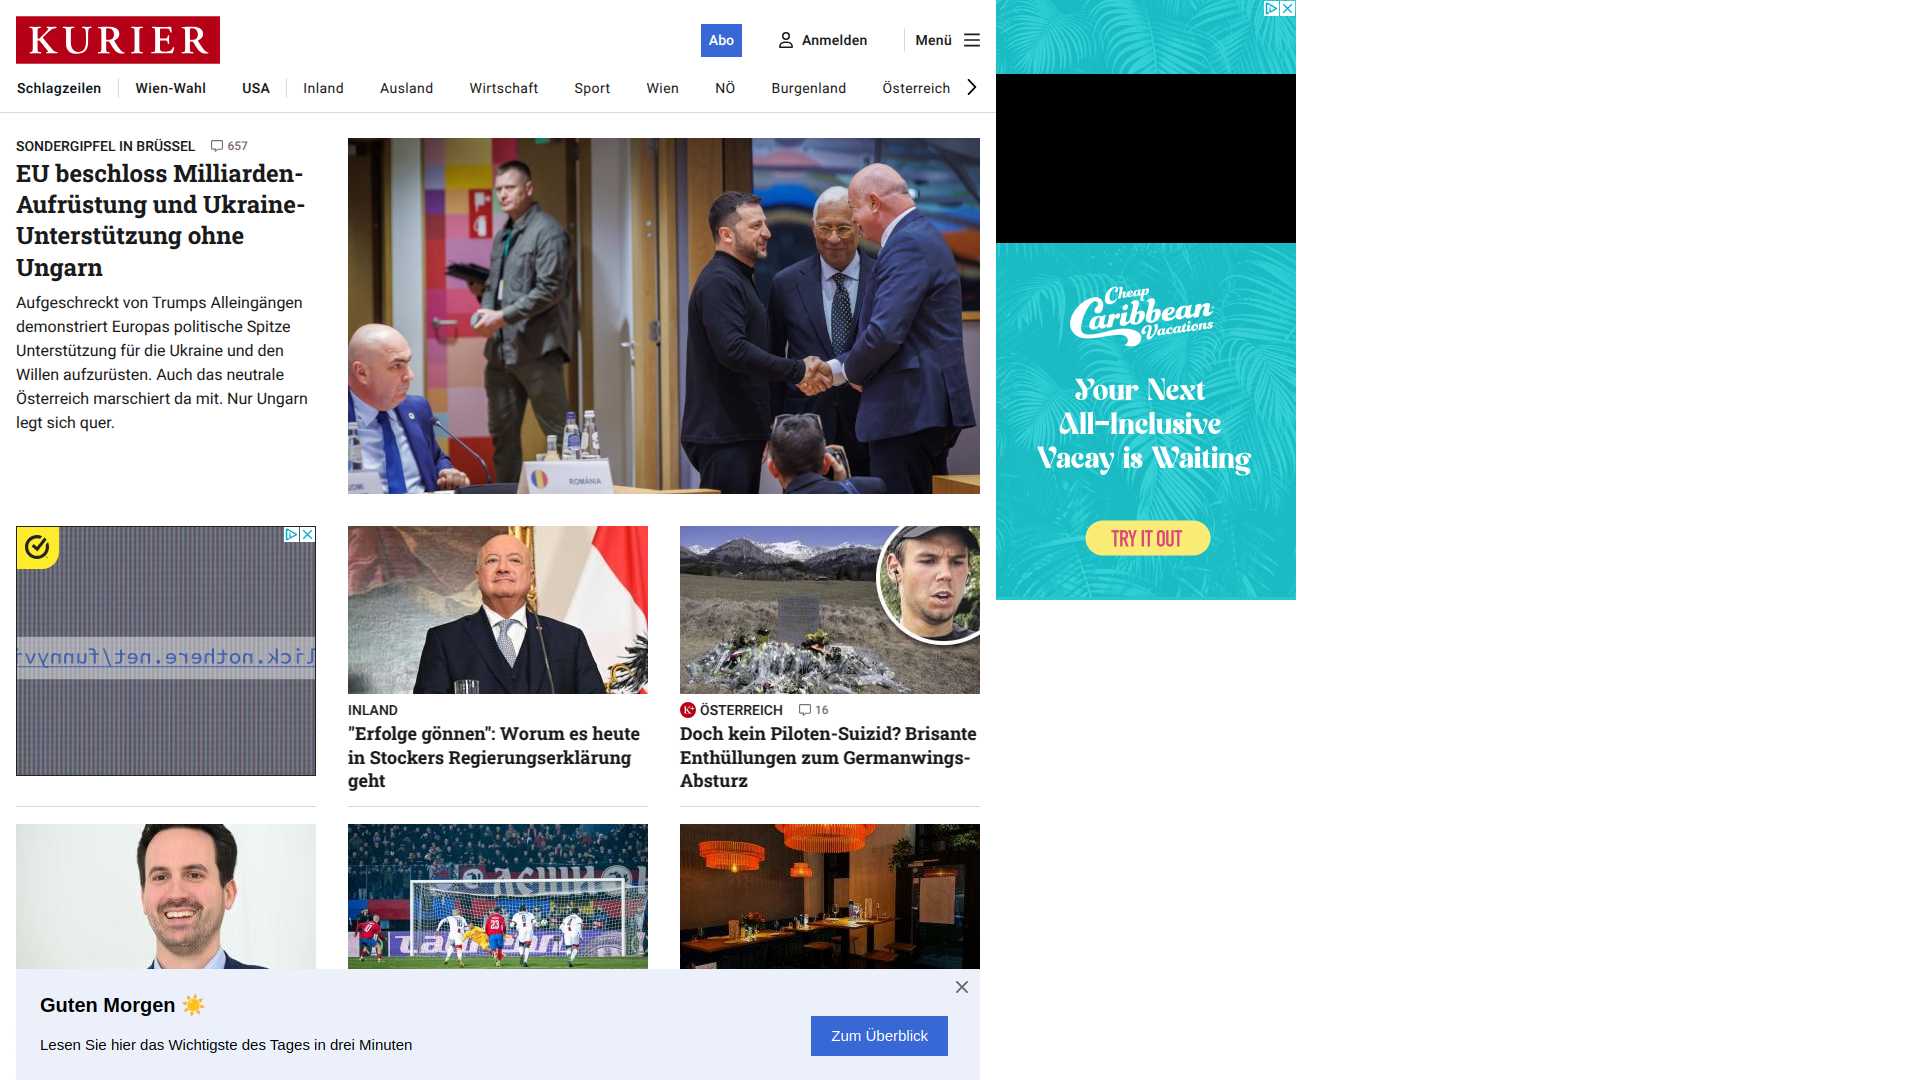 KURIER
Abo
Anmelden
Menü
Schlagzeilen
Wien-Wahl
USA
Inland
Ausland
Wirtschaft
Sport
Wien
NÖ
Burgenland
Österreich
SONDERGIPFEL IN BRÜSSEL 657
EU beschloss Milliarden-
Aufrüstung und Ukraine-
Unterstützung ohne
Ungarn
Aufgeschreckt von Trumps Alleingängen
demonstriert Europas politische Spitze
Unterstützung für die Ukraine und den
Willen aufzurüsten. Auch das neutrale
Österreich marschiert da mit. Nur Ungarn
legt sich quer.
ROMÂNIA
Cheap
Caribbean
Vacations
Your Next
All-Inclusive
Vacay is Waiting
TRY IT OUT
lick.nothere.net/funnyvi
INLAND
"Erfolge gönnen": Worum es heute
in Stockers Regierungserklärung
geht
K+ ÖSTERREICH 16
Doch kein Piloten-Suizid? Brisante
Enthüllungen zum Germanwings-
Absturz
23
Guten Morgen ☀️
Lesen Sie hier das Wichtigste des Tages in drei Minuten
Zum Überblick